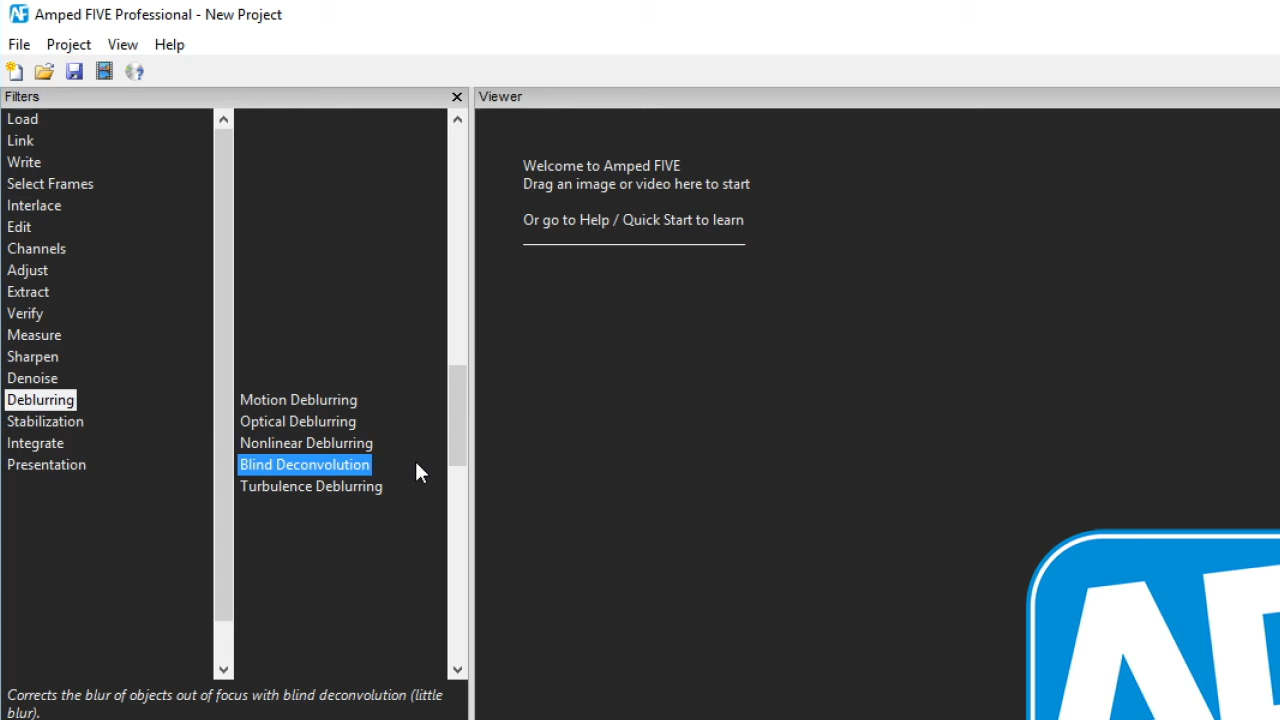 Amped FIVE Professional - New Project
File Project View Help
Filters
Viewer
Load
Link
Write
Select Frames
Interlace
Edit
Channels
Adjust
Extract
Verify
Measure
Sharpen
Denoise
Deblurring
Stabilization
Integrate
Presentation
Motion Deblurring
Optical Deblurring
Nonlinear Deblurring
Blind Deconvolution
Turbulence Deblurring
Corrects the blur of objects out of focus with blind deconvolution (little
blur).
Welcome to Amped FIVE
Drag an image or video here to start
Or go to Help / Quick Start to learn
AF